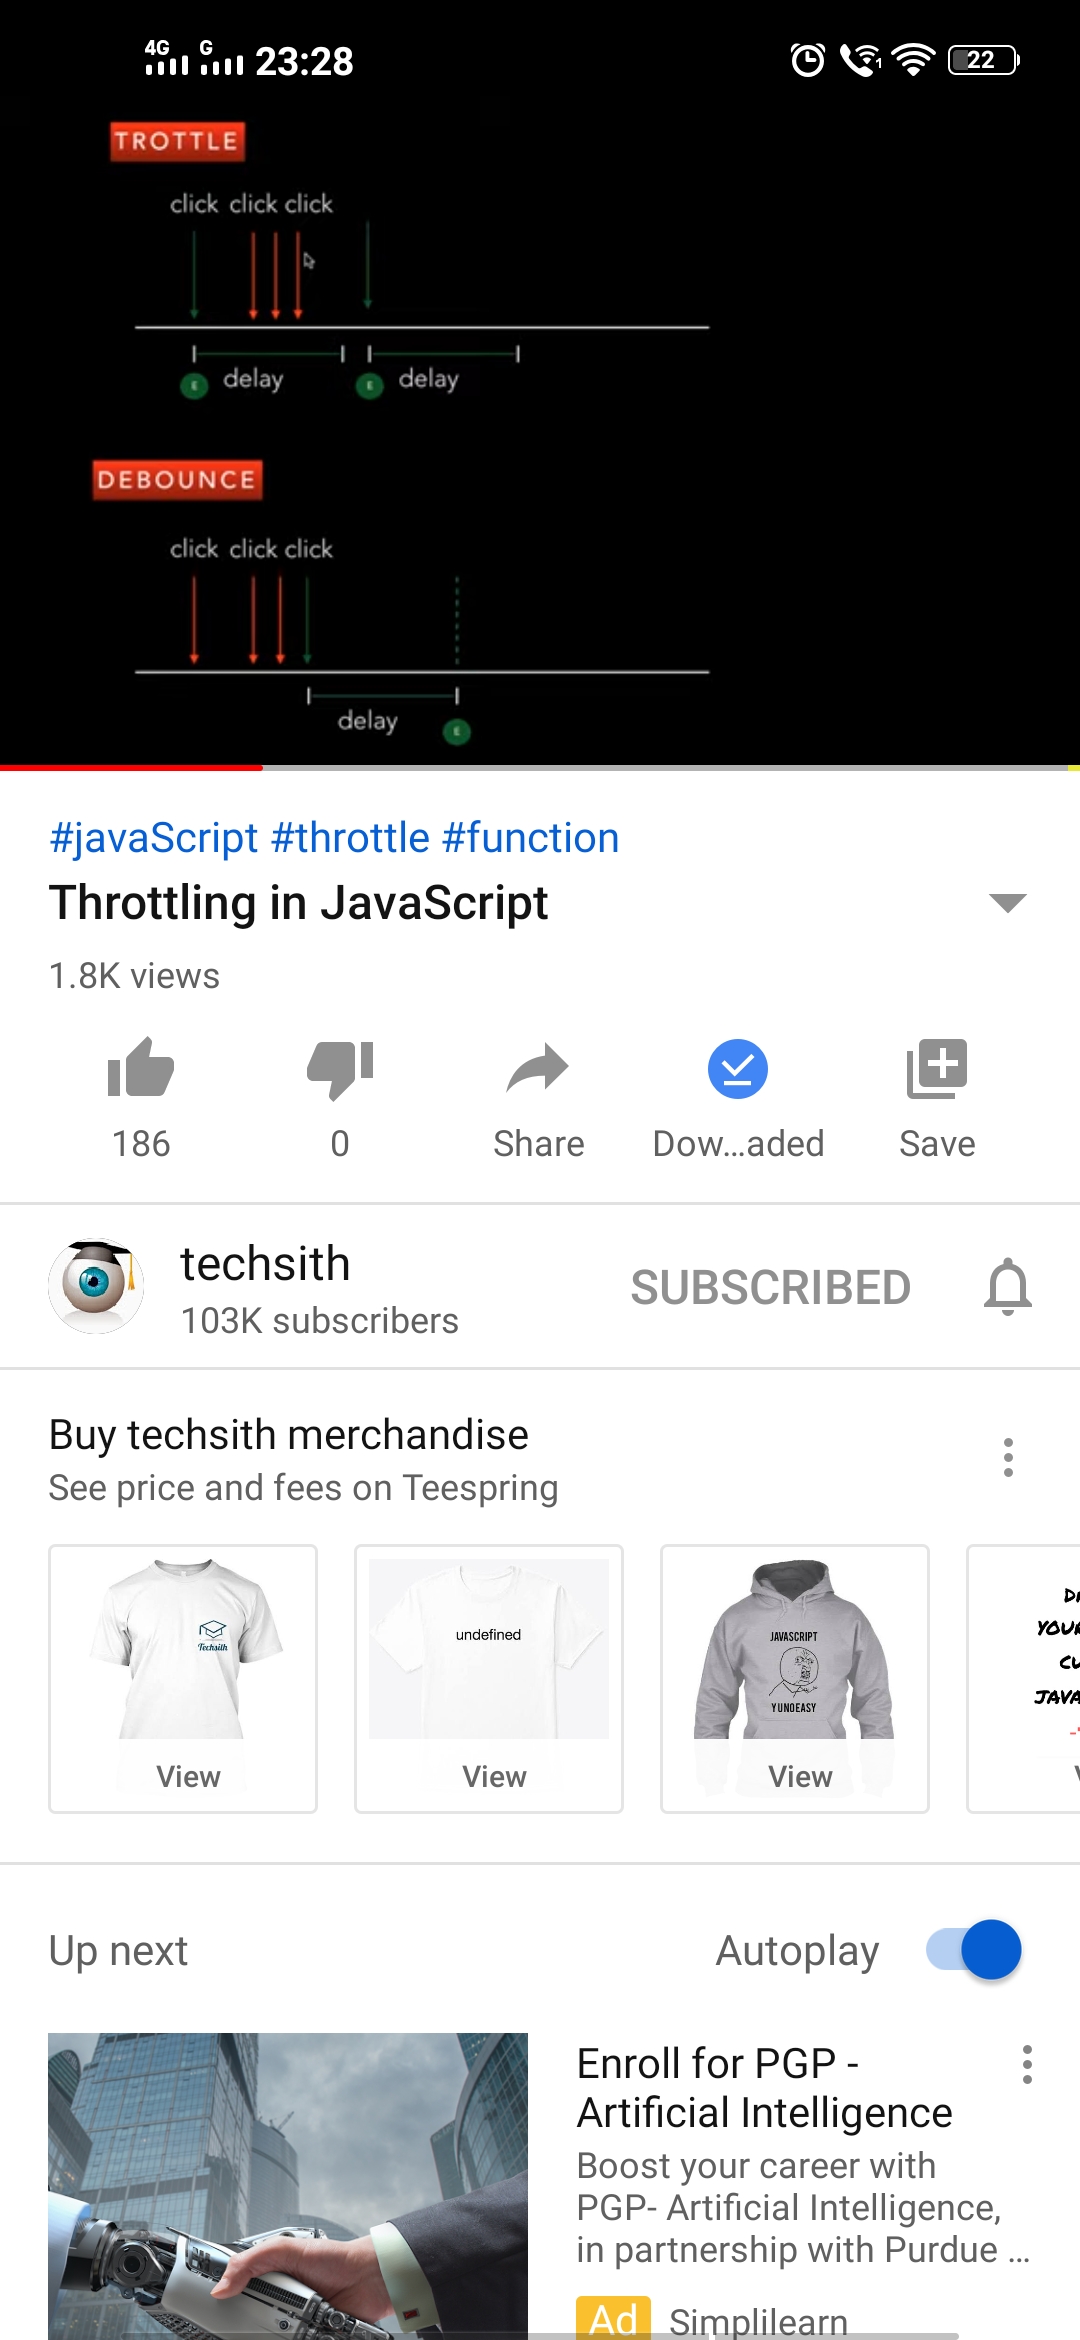 4G G 23:28 22
TROTTLE
click click click
E delay E delay
DEBOUNCE
click click click
delay E
#javaScript #throttle #function
Throttling in JavaScript
1.8K views
186 0 Share Dow...aded Save
techsith
103K subscribers
SUBSCRIBED
Buy techsith merchandise
See price and fees on Teespring
Techsith
View
undefined
View
JAVASCRIPT
Y U NO EASY
View
Up next
Autoplay
Enroll for PGP -
Artificial Intelligence
Boost your career with
PGP- Artificial Intelligence,
in partnership with Purdue ...
Ad Simplilearn